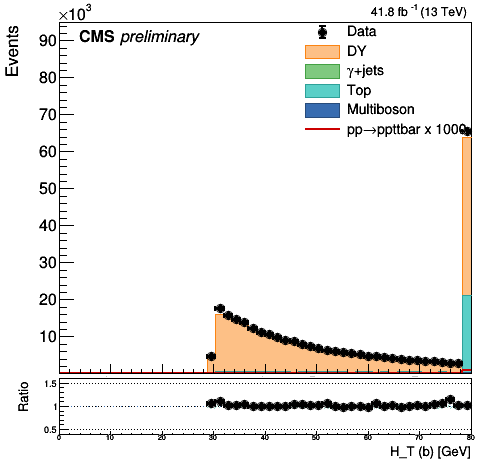 ×10³
41.8 fb⁻¹ (13 TeV)
CMS preliminary
Events
90
80
70
60
50
40
30
20
10
Data
DY
γ+jets
Top
Multiboson
pp→ppttbar x 1000
Ratio
1.5
1
0.5
0 10 20 30 40 50 60 70 80
H_T (b) [GeV]